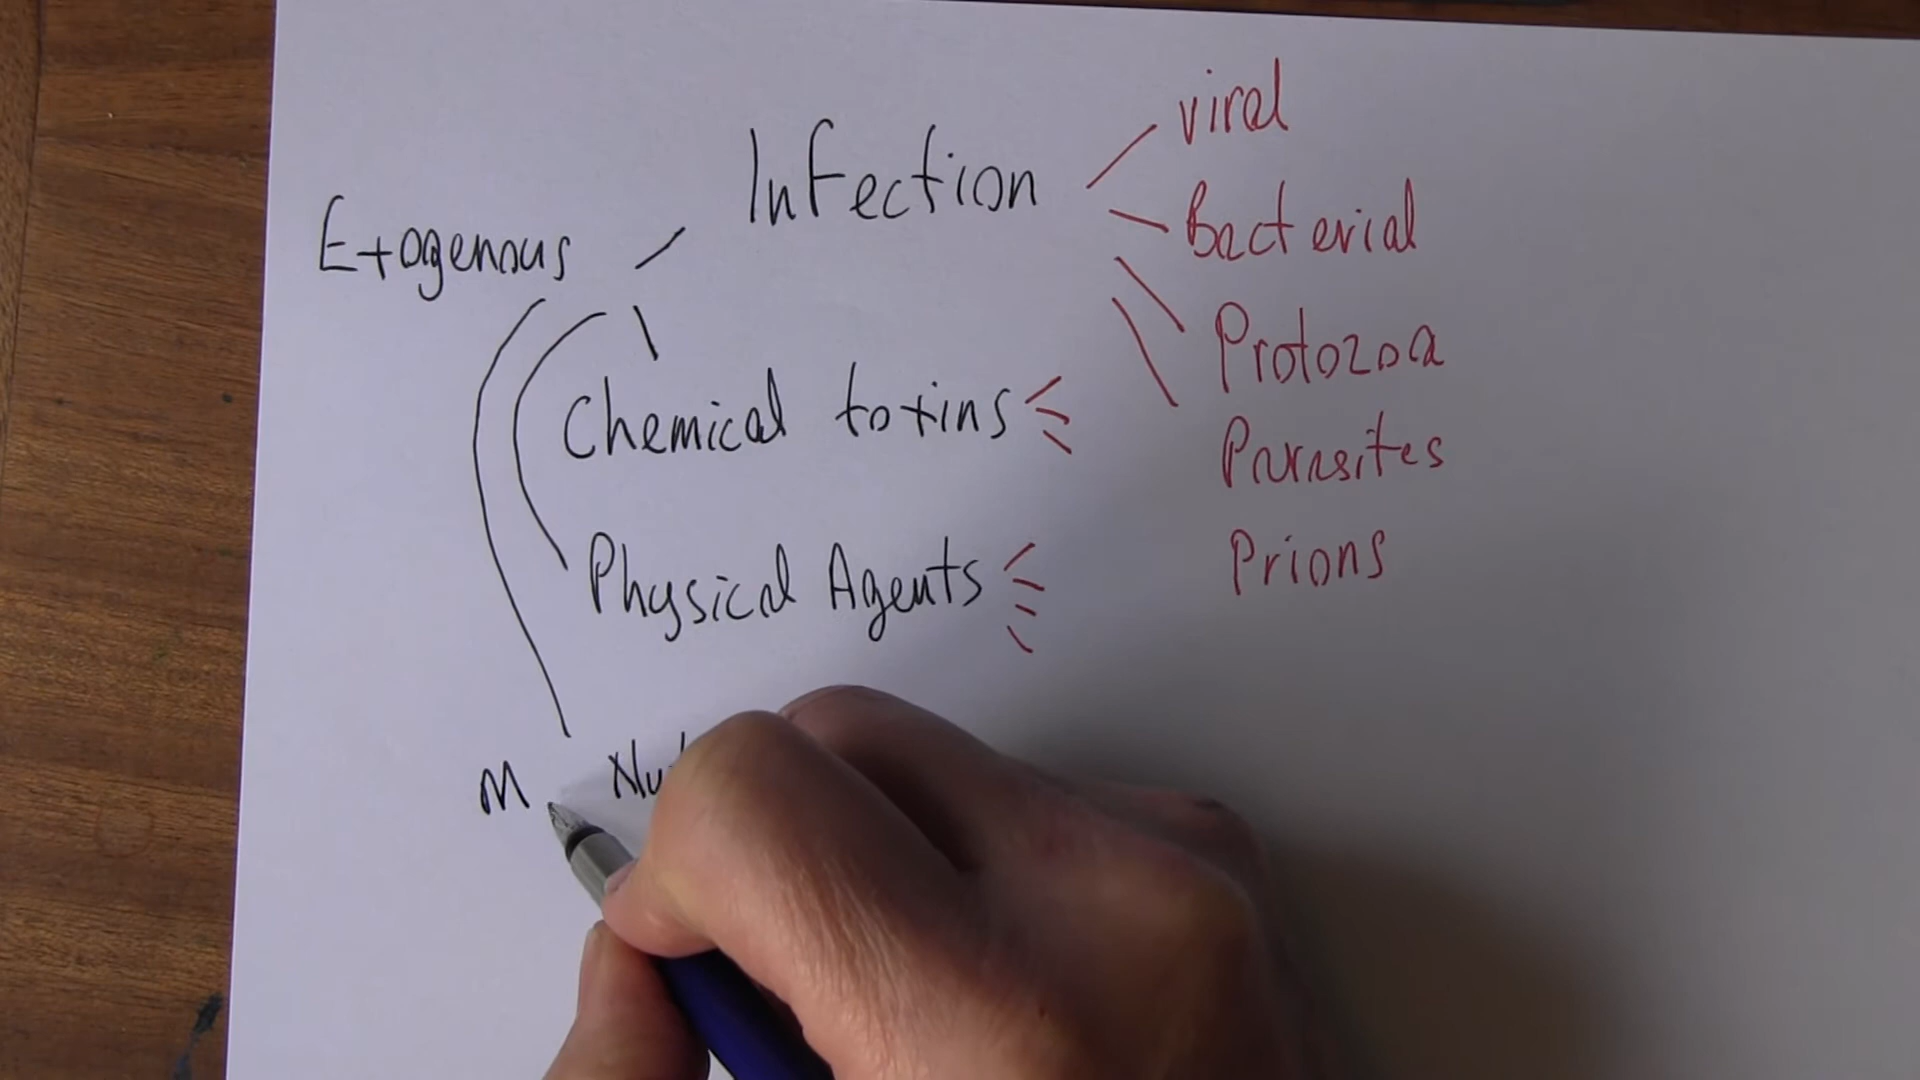 Infection
Exogenous
Chemical toxins
Physical Agents
M
viral
Bacterial
Protozoa
Parasites
Prions